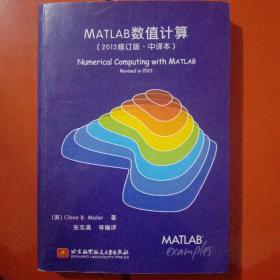 MATLAB数值计算
(2013修订版·中译本)
Numerical Computing with MATLAB
Revised in 2013
(美) Cleve B. Moler 著
张志涌 等编译
北京航空航天大学出版社
BEIHANG UNIVERSITY PRESS
MATLAB
examples